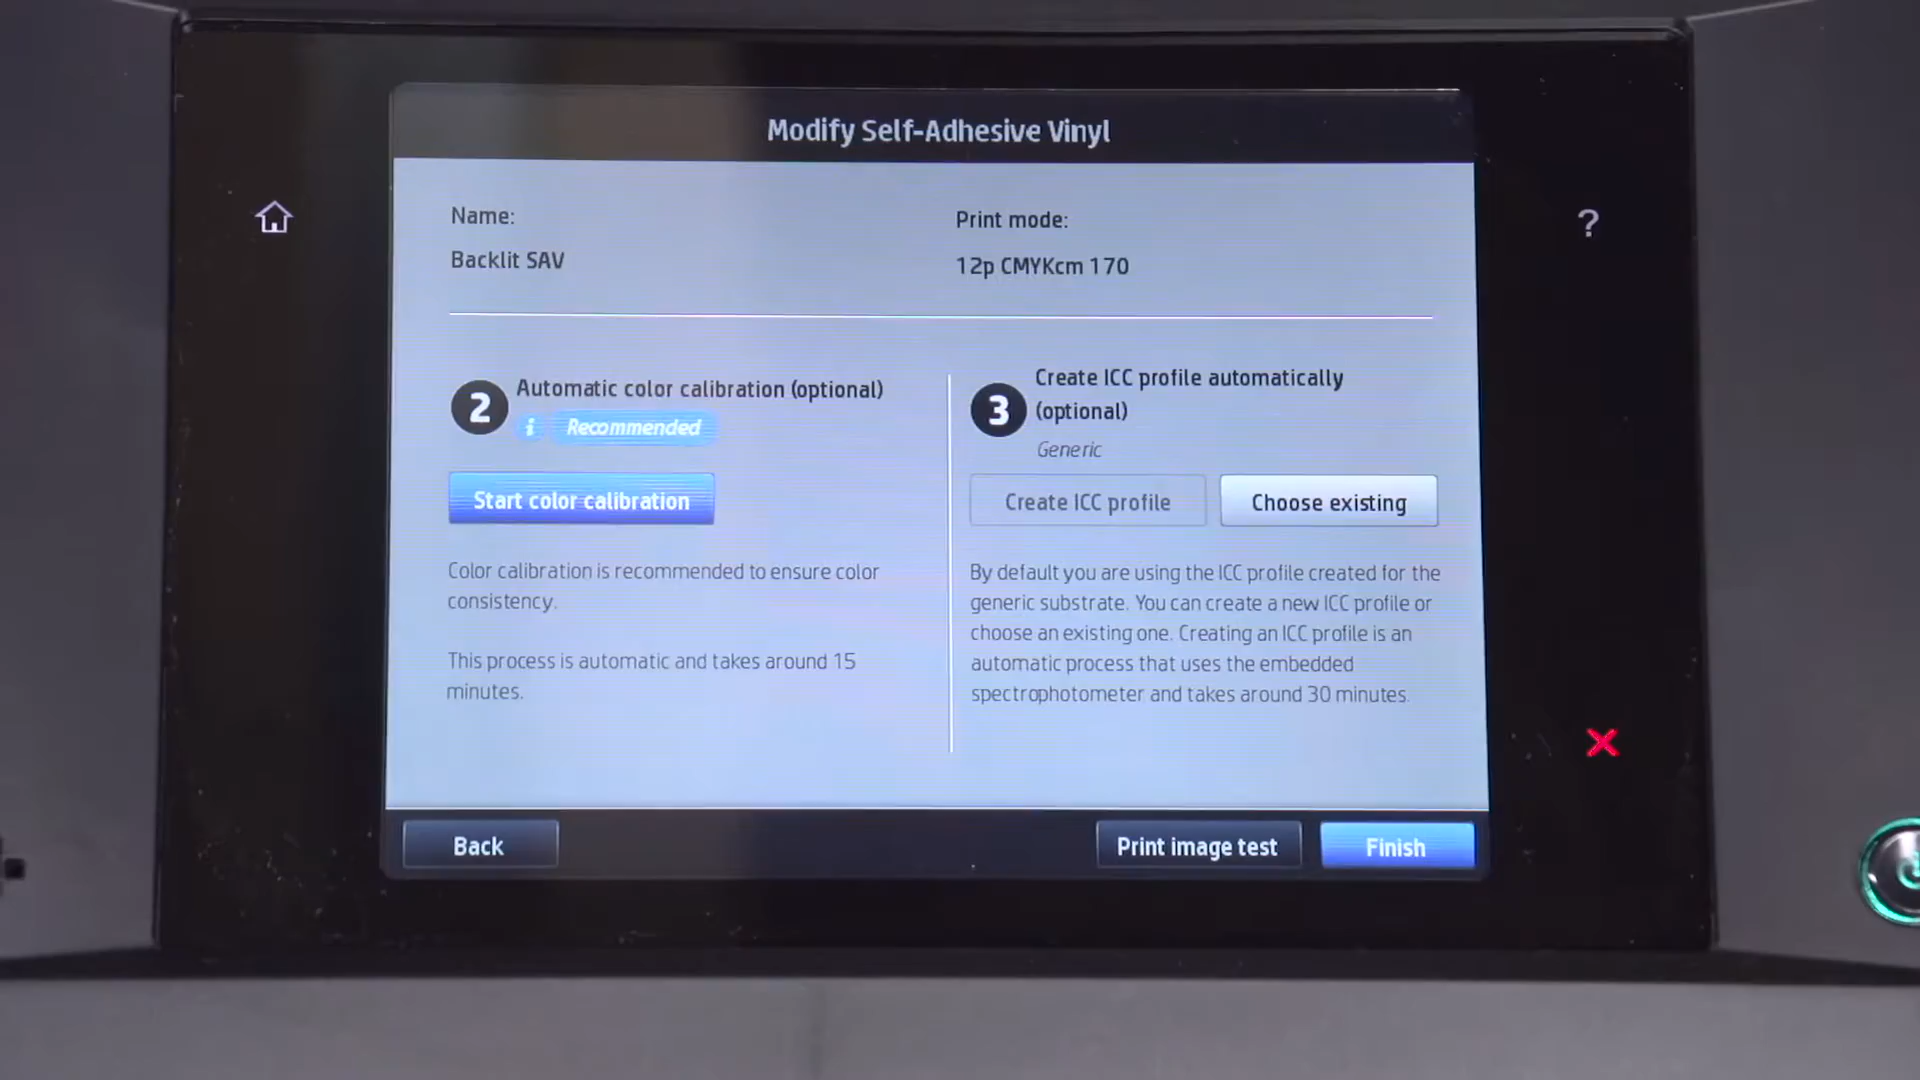 Modify Self-Adhesive Vinyl
Name:
Backlit SAV
Print mode:
12p CMYKcm 170
2
Automatic color calibration (optional)
i Recommended
Start color calibration
Color calibration is recommended to ensure color
consistency.
This process is automatic and takes around 15
minutes.
3
Create ICC profile automatically
(optional)
Generic
Create ICC profile
Choose existing
By default you are using the ICC profile created for the
generic substrate. You can create a new ICC profile or
choose an existing one. Creating an ICC profile is an
automatic process that uses the embedded
spectrophotometer and takes around 30 minutes.
Back
Print image test
Finish
?